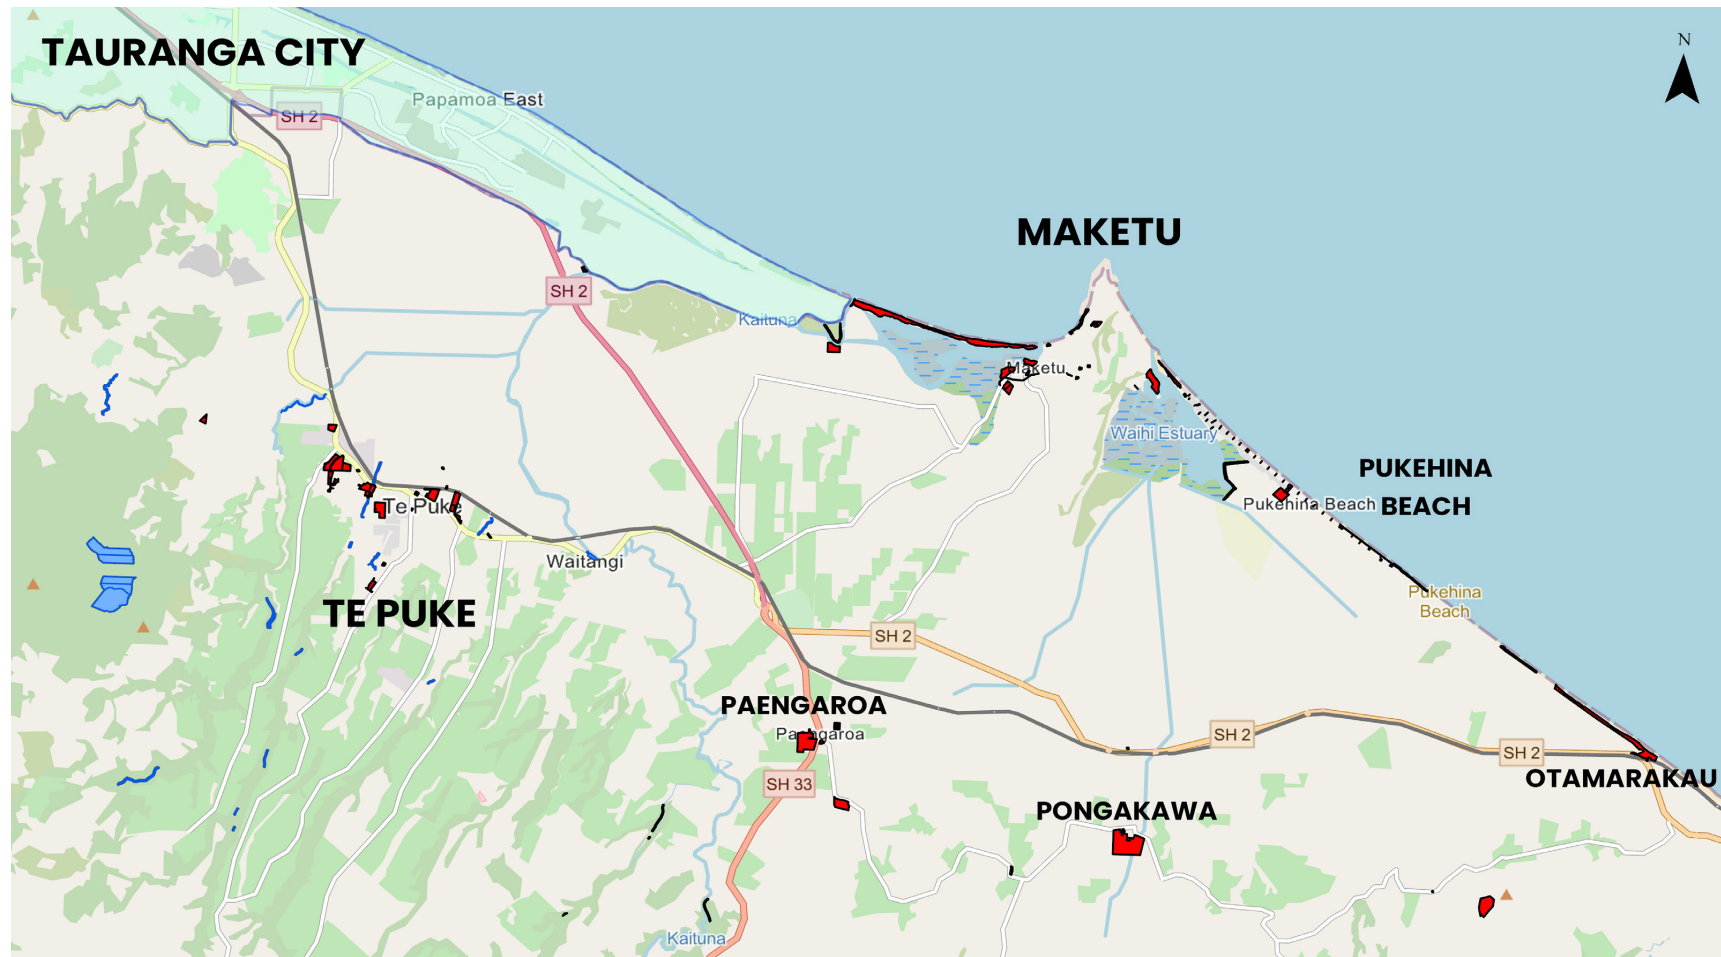 TAURANGA CITY
N
Papamoa East
SH 2
MAKETU
SH 2
Kaituna
Maketu
Waihi Estuary
PUKEHINA
BEACH
Pukehina Beach
Te Puke
Waitangi
Pukehina
Beach
TE PUKE
SH 2
PAENGAROA
Paengaroa
SH 2
SH 2
OTAMARAKAU
SH 33
PONGAKAWA
Kaituna